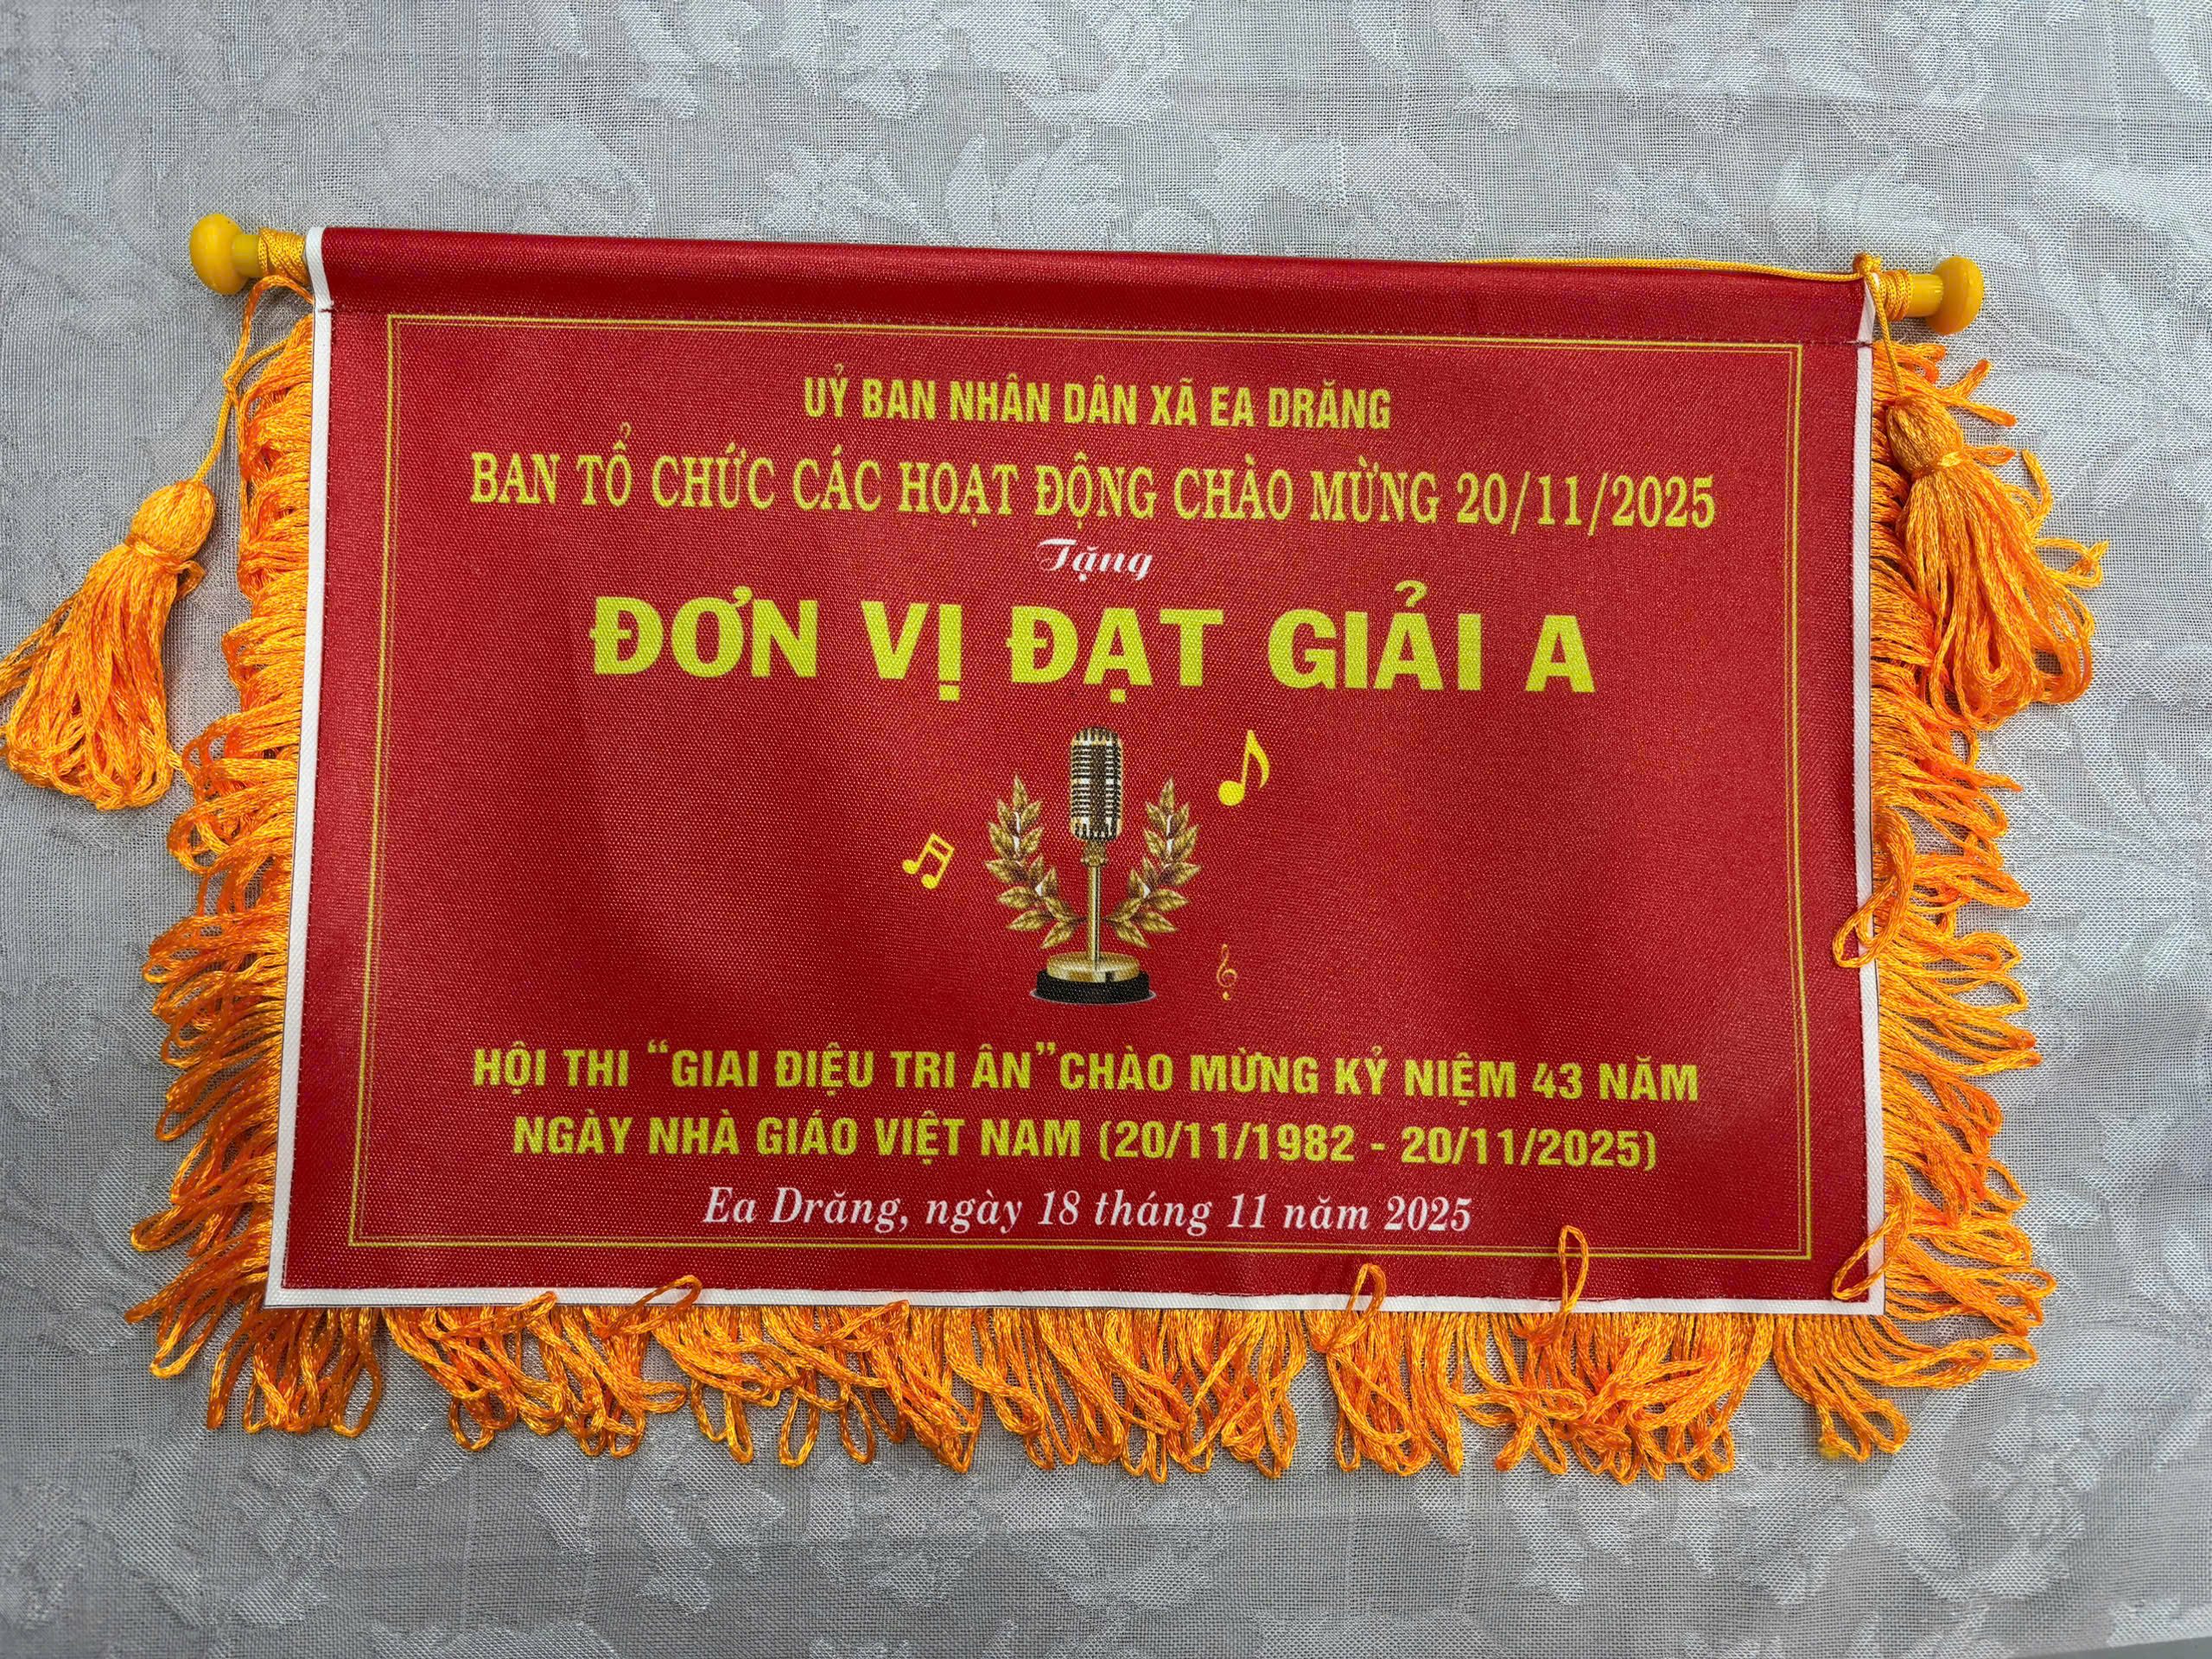 UỶ BAN NHÂN DÂN XÃ EA DRĂNG
BAN TỔ CHỨC CÁC HOẠT ĐỘNG CHÀO MỪNG 20/11/2025
Tặng
ĐƠN VỊ ĐẠT GIẢI A
HỘI THI “GIAI ĐIỆU TRI ÂN”CHÀO MỪNG KỶ NIỆM 43 NĂM
NGÀY NHÀ GIÁO VIỆT NAM (20/11/1982 - 20/11/2025)
Ea Drăng, ngày 18 tháng 11 năm 2025